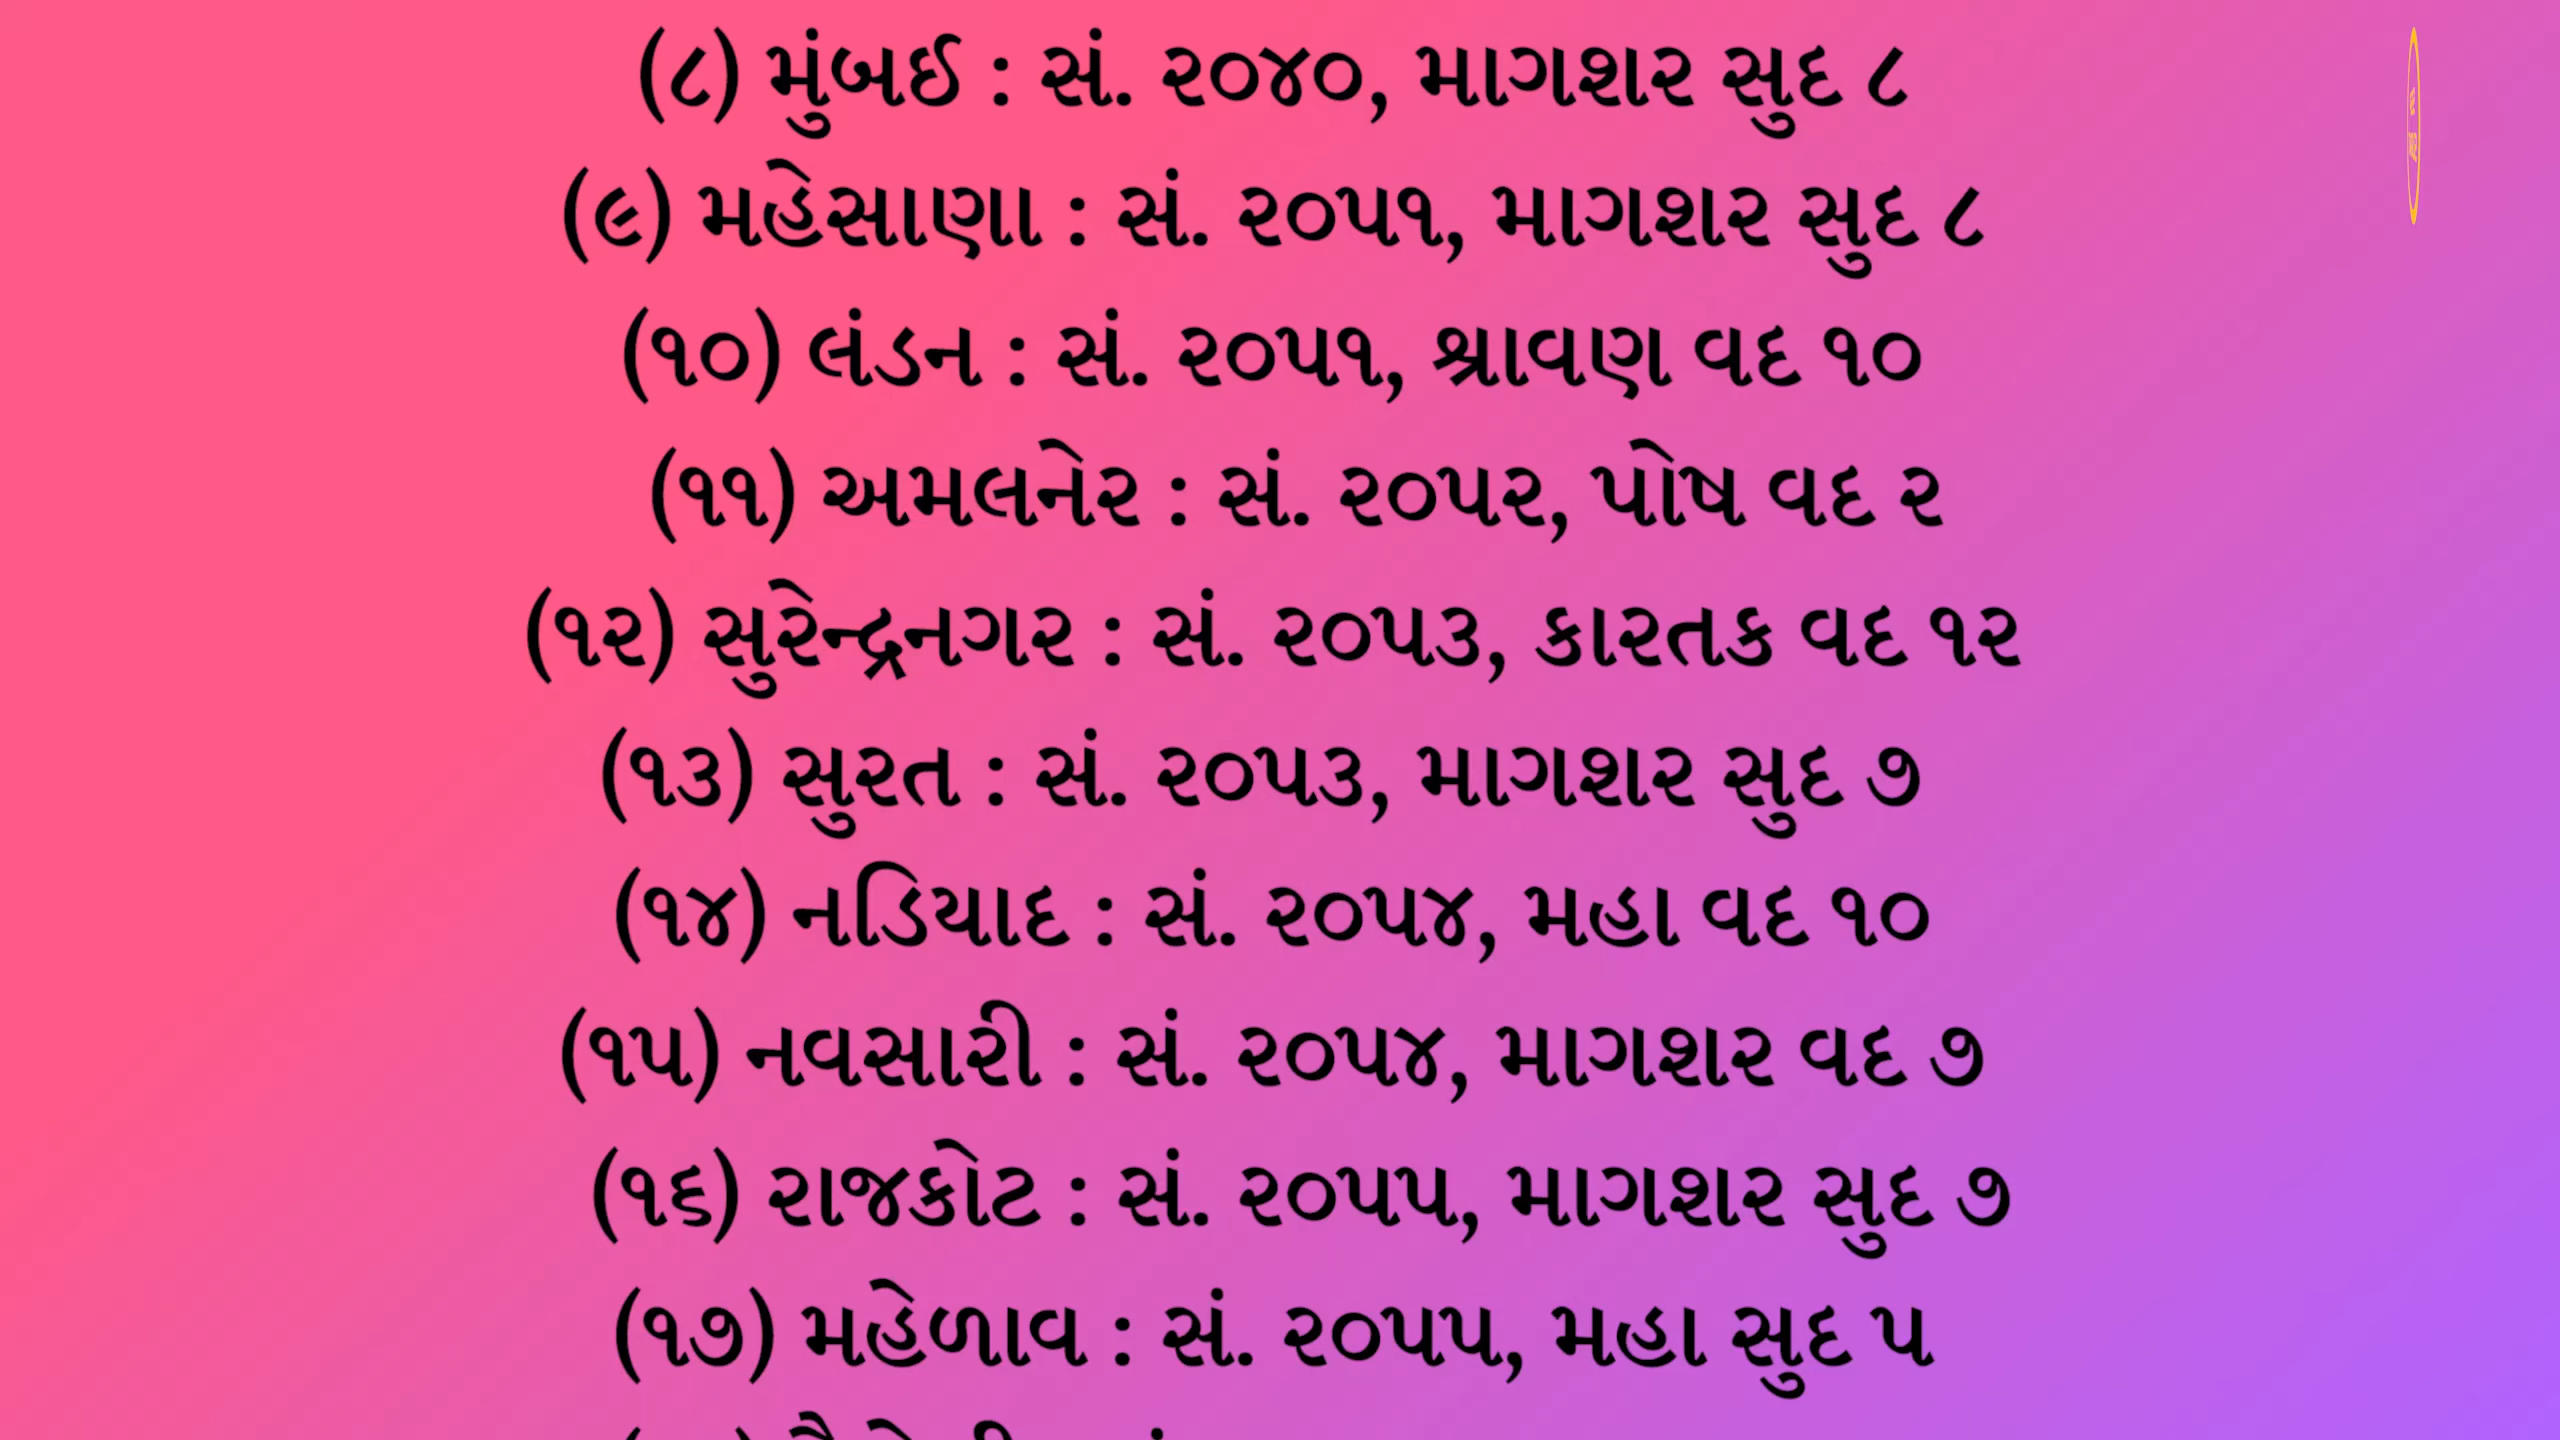 (૮) મુંબઈ : સં. ૨૦૪૦, માગશર સુદ ૮
(૯) મહેસાણા : સં. ૨૦૫૧, માગશર સુદ ૮
(૧૦) લંડન : સં. ૨૦૫૧, શ્રાવણ વદ ૧૦
(૧૧) અમલનેર : સં. ૨૦૫૨, પોષ વદ ૨
(૧૨) સુરેન્દ્રનગર : સં. ૨૦૫૩, કારતક વદ ૧૨
(૧૩) સુરત : સં. ૨૦૫૩, માગશર સુદ ૭
(૧૪) નડિયાદ : સં. ૨૦૫૪, મહા વદ ૧૦
(૧૫) નવસારી : સં. ૨૦૫૪, માગશર વદ ૭
(૧૬) રાજકોટ : સં. ૨૦૫૫, માગશર સુદ ૭
(૧૭) મહેળાવ : સં. ૨૦૫૫, મહા સુદ ૫